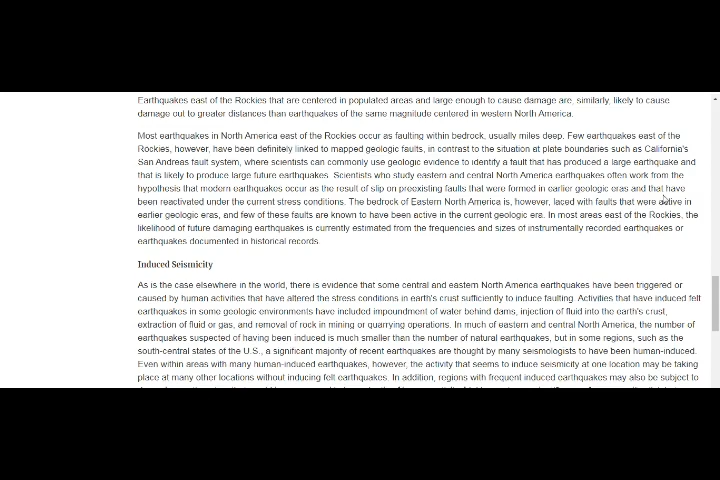 Earthquakes east of the Rockies that are centered in populated areas and large enough to cause damage are, similarly, likely to cause
damage out to greater distances than earthquakes of the same magnitude centered in western North America.
Most earthquakes in North America east of the Rockies occur as faulting within bedrock, usually miles deep. Few earthquakes east of the
Rockies, however, have been definitely linked to mapped geologic faults, in contrast to the situation at plate boundaries such as California's
San Andreas fault system, where scientists can commonly use geologic evidence to identify a fault that has produced a large earthquake and
that is likely to produce large future earthquakes. Scientists who study eastern and central North America earthquakes often work from the
hypothesis that modern earthquakes occur as the result of slip on preexisting faults that were formed in earlier geologic eras and that have
been reactivated under the current stress conditions. The bedrock of Eastern North America is, however, laced with faults that were active in
earlier geologic eras, and few of these faults are known to have been active in the current geologic era. In most areas east of the Rockies, the
likelihood of future damaging earthquakes is currently estimated from the frequencies and sizes of instrumentally recorded earthquakes or
earthquakes documented in historical records.
Induced Seismicity
As is the case elsewhere in the world, there is evidence that some central and eastern North America earthquakes have been triggered or
caused by human activities that have altered the stress conditions in earth's crust sufficiently to induce faulting. Activities that have induced felt
earthquakes in some geologic environments have included impoundment of water behind dams, injection of fluid into the earth's crust,
extraction of fluid or gas, and removal of rock in mining or quarrying operations. In much of eastern and central North America, the number of
earthquakes suspected of having been induced is much smaller than the number of natural earthquakes, but in some regions, such as the
south-central states of the U.S., a significant majority of recent earthquakes are thought by many seismologists to have been human-induced.
Even within areas with many human-induced earthquakes, however, the activity that seems to induce seismicity at one location may be taking
place at many other locations without inducing felt earthquakes. In addition, regions with frequent induced earthquakes may also be subject to